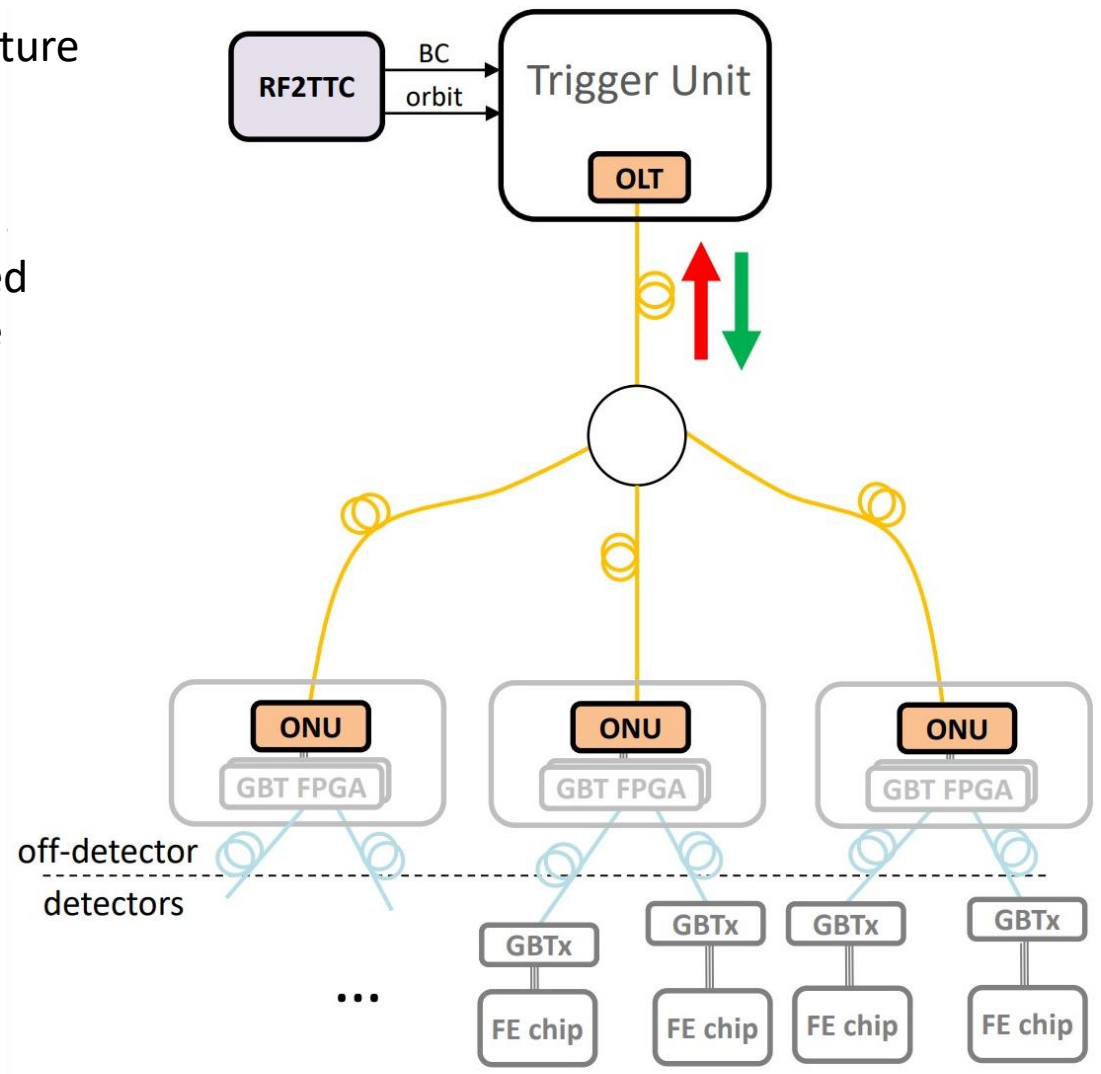 ture
ed
e
RF2TTC
BC
orbit
Trigger Unit
OLT
ONU
ONU
ONU
GBT FPGA
GBT FPGA
GBT FPGA
off-detector
detectors
GBTx
GBTx
GBTx
GBTx
...
FE chip
FE chip
FE chip
FE chip